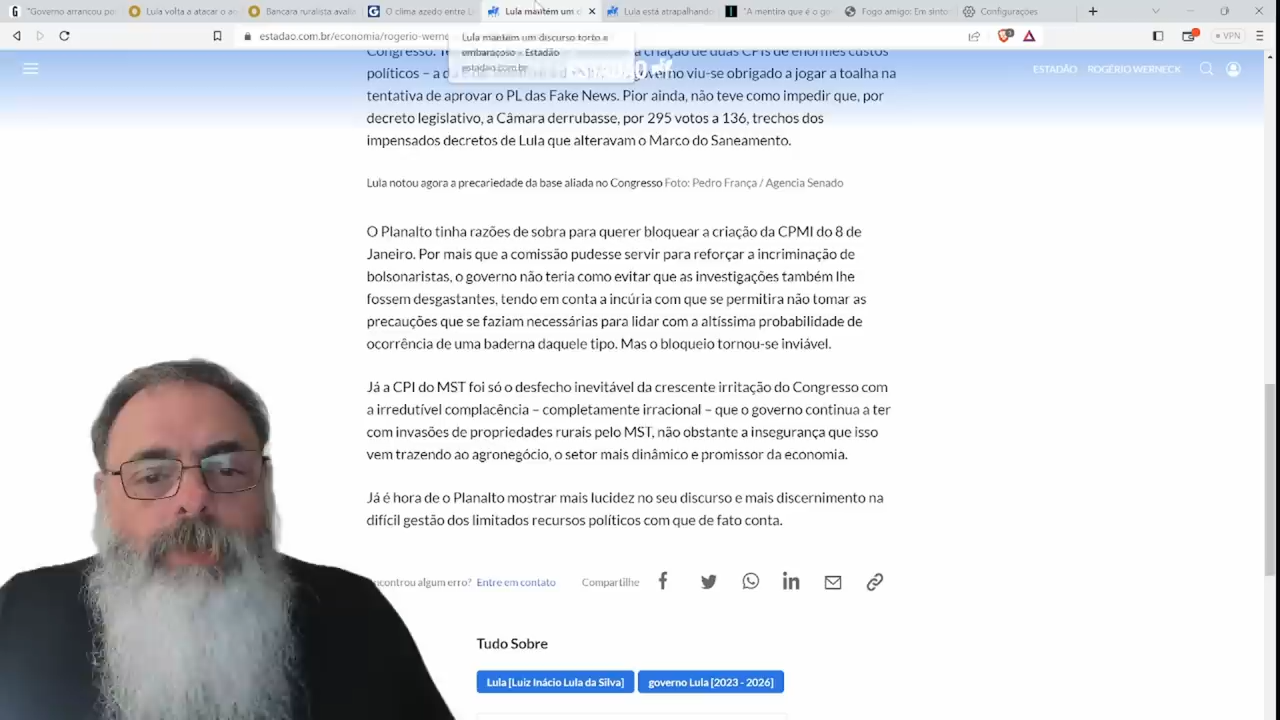 "Governo arrancou pe
Lula volta a atacar o a
Bancara ruralista avalia
O clima azedo entre L
Lula mantém um d
Lula está atrapalhando
"A mentira que é o go
Fogo amigo: Em sinto
Configurações
estadao.com.br/economia/rogerio-werne
VPN
Lula mantém um discurso torto e
embaraçoso - Estadão
estadao.com.br
ESTADÃO
ROGÉRIO WERNECK
a criação de duas CPIs de enormes custos
políticos – a d
erno viu-se obrigado a jogar a toalha na
tentativa de aprovar o PL das Fake News. Pior ainda, não teve como impedir que, por
decreto legislativo, a Câmara derrubasse, por 295 votos a 136, trechos dos
impensados decretos de Lula que alteravam o Marco do Saneamento.
Lula notou agora a precariedade da base aliada no Congresso Foto: Pedro França / Agencia Senado
O Planalto tinha razões de sobra para querer bloquear a criação da CPMI do 8 de
Janeiro. Por mais que a comissão pudesse servir para reforçar a incriminação de
bolsonaristas, o governo não teria como evitar que as investigações também lhe
fossem desgastantes, tendo em conta a incúria com que se permitira não tomar as
precauções que se faziam necessárias para lidar com a altíssima probabilidade de
ocorrência de uma baderna daquele tipo. Mas o bloqueio tornou-se inviável.
Já a CPI do MST foi só o desfecho inevitável da crescente irritação do Congresso com
a irredutível complacência – completamente irracional – que o governo continua a ter
com invasões de propriedades rurais pelo MST, não obstante a insegurança que isso
vem trazendo ao agronegócio, o setor mais dinâmico e promissor da economia.
Já é hora de o Planalto mostrar mais lucidez no seu discurso e mais discernimento na
difícil gestão dos limitados recursos políticos com que de fato conta.
ncontrou algum erro? Entre em contato
Compartilhe
Tudo Sobre
Lula [Luiz Inácio Lula da Silva]
governo Lula [2023 - 2026]